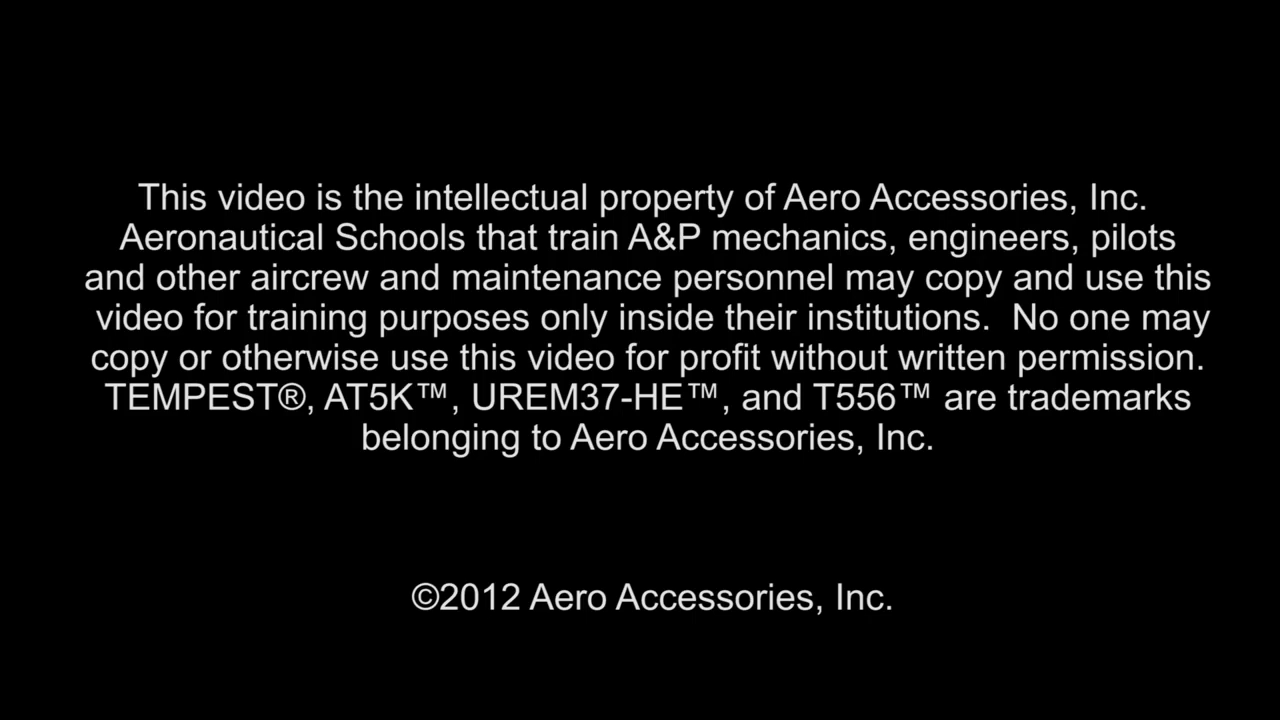 This video is the intellectual property of Aero Accessories, Inc.
Aeronautical Schools that train A&P mechanics, engineers, pilots
and other aircrew and maintenance personnel may copy and use this
video for training purposes only inside their institutions.  No one may
copy or otherwise use this video for profit without written permission.
TEMPEST®, AT5K™, UREM37-HE™, and T556™ are trademarks
belonging to Aero Accessories, Inc.
©2012 Aero Accessories, Inc.